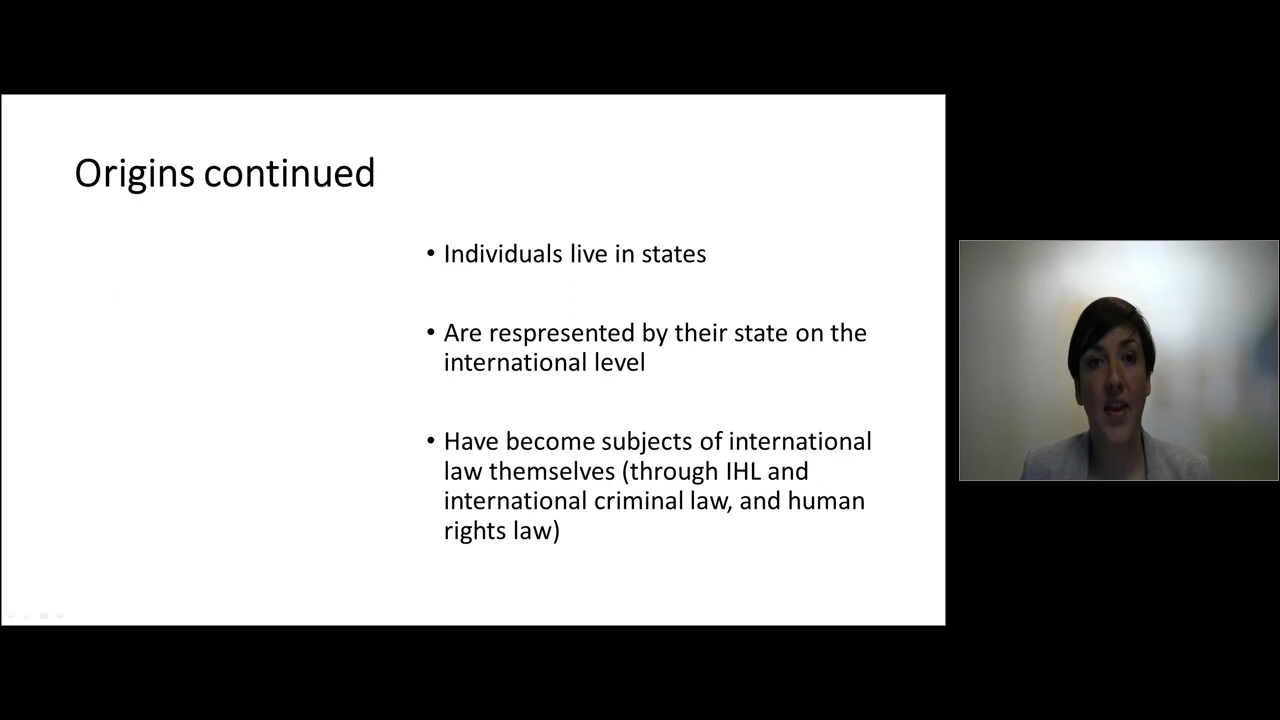 Origins continued
• Individuals live in states
• Are respresented by their state on the
international level
• Have become subjects of international
law themselves (through IHL and
international criminal law, and human
rights law)